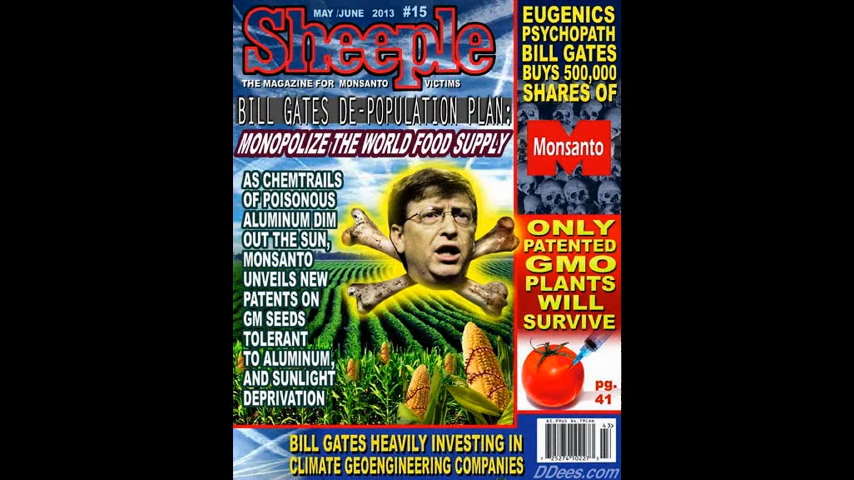 MAY / JUNE 2013 #15
Sheeple
THE MAGAZINE FOR MONSANTO VICTIMS
BILL GATES DE-POPULATION PLAN:
MONOPOLIZE THE WORLD FOOD SUPPLY
AS CHEMTRAILS
OF POISONOUS
ALUMINUM DIM
OUT THE SUN,
MONSANTO
UNVEILS NEW
PATENTS ON
GM SEEDS
TOLERANT
TO ALUMINUM,
AND SUNLIGHT
DEPRIVATION
EUGENICS
PSYCHOPATH
BILL GATES
BUYS 500,000
SHARES OF
Monsanto
ONLY
PATENTED
GMO
PLANTS
WILL
SURVIVE
pg.
41
BILL GATES HEAVILY INVESTING IN
CLIMATE GEOENGINEERING COMPANIES
DDees.com